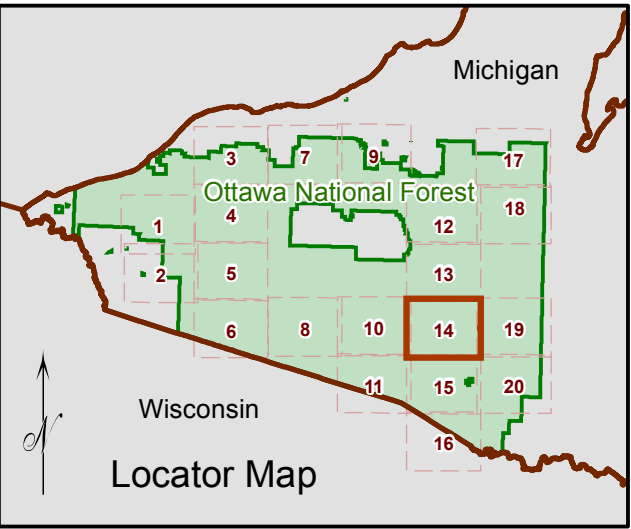 Michigan
3 7 9 17
Ottawa National Forest
18
1 4 12
2 5 13
6 8 10 14 19
11 15 20
Wisconsin
16
N
Locator Map